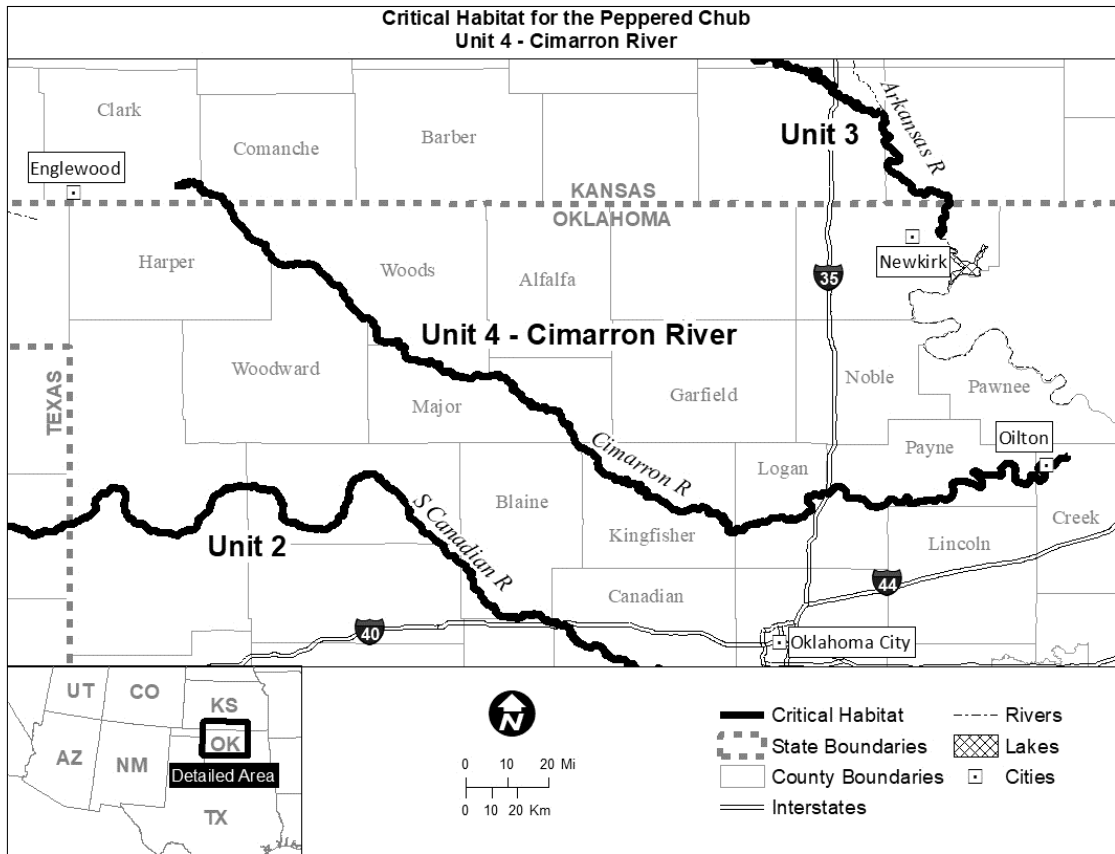 Critical Habitat for the Peppered Chub
Unit 4 - Cimarron River
Clark
Comanche
Barber
Unit 3
Arkansas R
Englewood
KANSAS
OKLAHOMA
Harper
Woods
Alfalfa
Newkirk
35
Unit 4 - Cimarron River
TEXAS
Woodward
Major
Garfield
Noble
Pawnee
Oilton
Payne
Cimarron R
Logan
Blaine
S Canadian R
Unit 2
Kingfisher
Creek
Lincoln
Canadian
44
40
Oklahoma City
UT
CO
KS
AZ
NM
OK
Detailed Area
TX
N
0 10 20 Mi
0 10 20 Km
Critical Habitat
State Boundaries
County Boundaries
Interstates
Rivers
Lakes
Cities